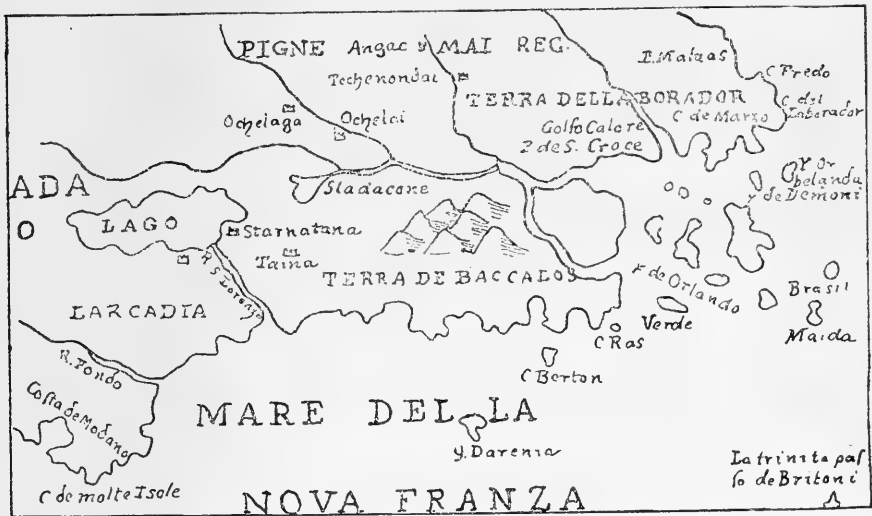 PIGNE
Angac y
MAI REG.
Techenondai
I. Maluas
C Fredo
TERRA DELLABORADOR
C del
Inborador
C de Marzo
Ochelaga
Ochelai
Golfo Calore
2 de S. Croce
ADA
O
Sladacone
Y Or
belanda
y de Demoni
LAGO
Starnatana
Taina
R S. Lorenzo
TERRA DE BACCALOS
LARCADIA
Y de Orlando
Brasil
Verde
Maida
C Ras
R. Fondo
C Berton
Costa de Modano
MARE DEL LA
y. Darenia
C de molte Isole
La trinita paſ
ſo de Britoni
NOVA FRANZA